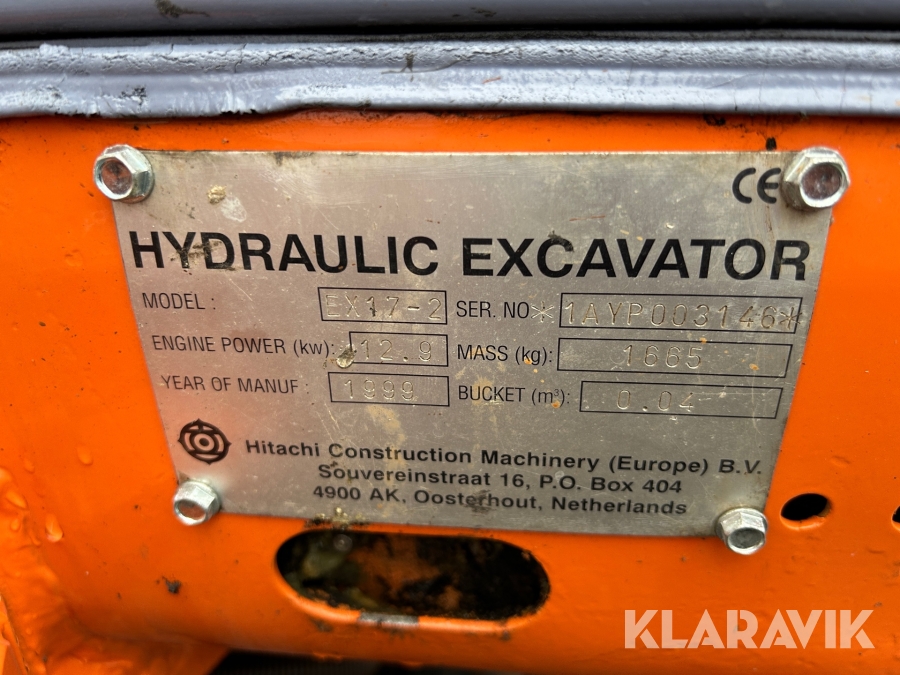 CE
HYDRAULIC EXCAVATOR
MODEL : EX17-2 SER. NO *1AYP003146*
ENGINE POWER (kw): 12.9 MASS (kg): 1665
YEAR OF MANUF : 1999 BUCKET (m³): 0.04
Hitachi Construction Machinery (Europe) B.V.
Souvereinstraat 16, P.O. Box 404
4900 AK, Oosterhout, Netherlands
KLARAVIK